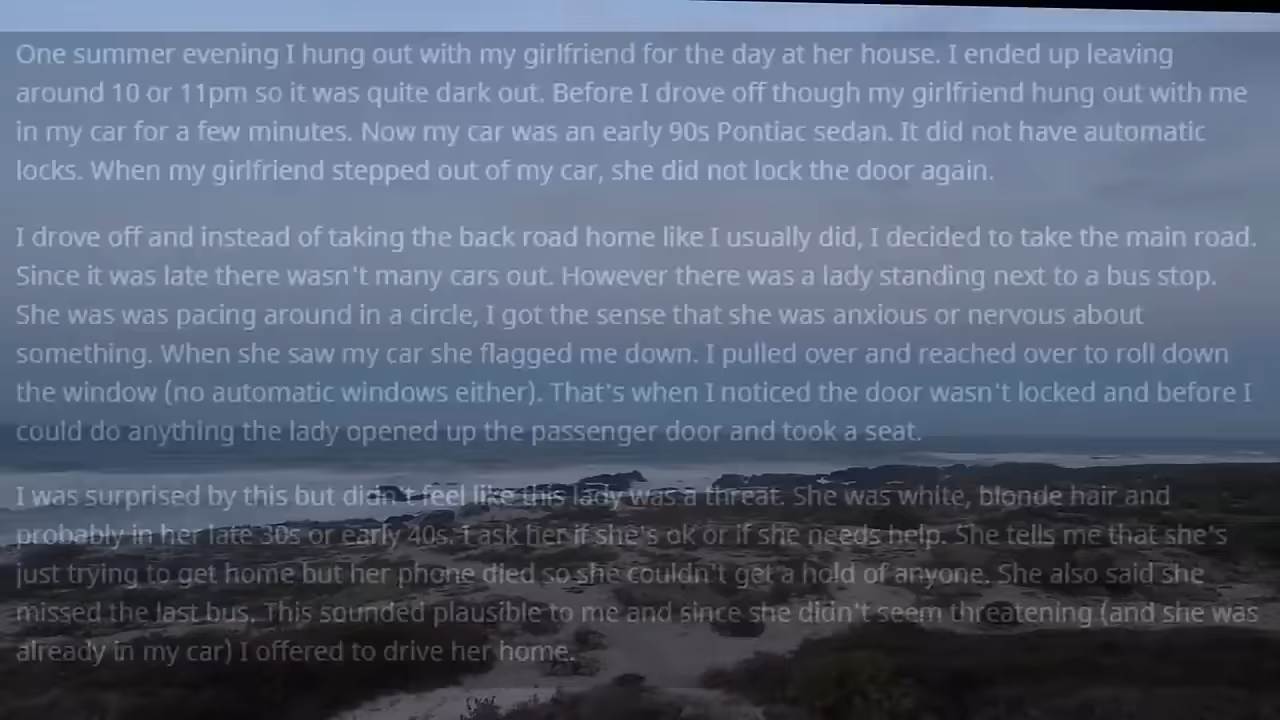 One summer evening I hung out with my girlfriend for the day at her house. I ended up leaving
around 10 or 11pm so it was quite dark out. Before I drove off though my girlfriend hung out with me
in my car for a few minutes. Now my car was an early 90s Pontiac sedan. It did not have automatic
locks. When my girlfriend stepped out of my car, she did not lock the door again.
I drove off and instead of taking the back road home like I usually did, I decided to take the main road.
Since it was late there wasn't many cars out. However there was a lady standing next to a bus stop.
She was was pacing around in a circle, I got the sense that she was anxious or nervous about
something. When she saw my car she flagged me down. I pulled over and reached over to roll down
the window (no automatic windows either). That's when I noticed the door wasn't locked and before I
could do anything the lady opened up the passenger door and took a seat.
I was surprised by this but didn't feel like this lady was a threat. She was white, blonde hair and
probably in her late 30s or early 40s. I ask her if she's ok or if she needs help. She tells me that she's
just trying to get home but her phone died so she couldn't get a hold of anyone. She also said she
missed the last bus. This sounded plausible to me and since she didn't seem threatening (and she was
already in my car) I offered to drive her home.